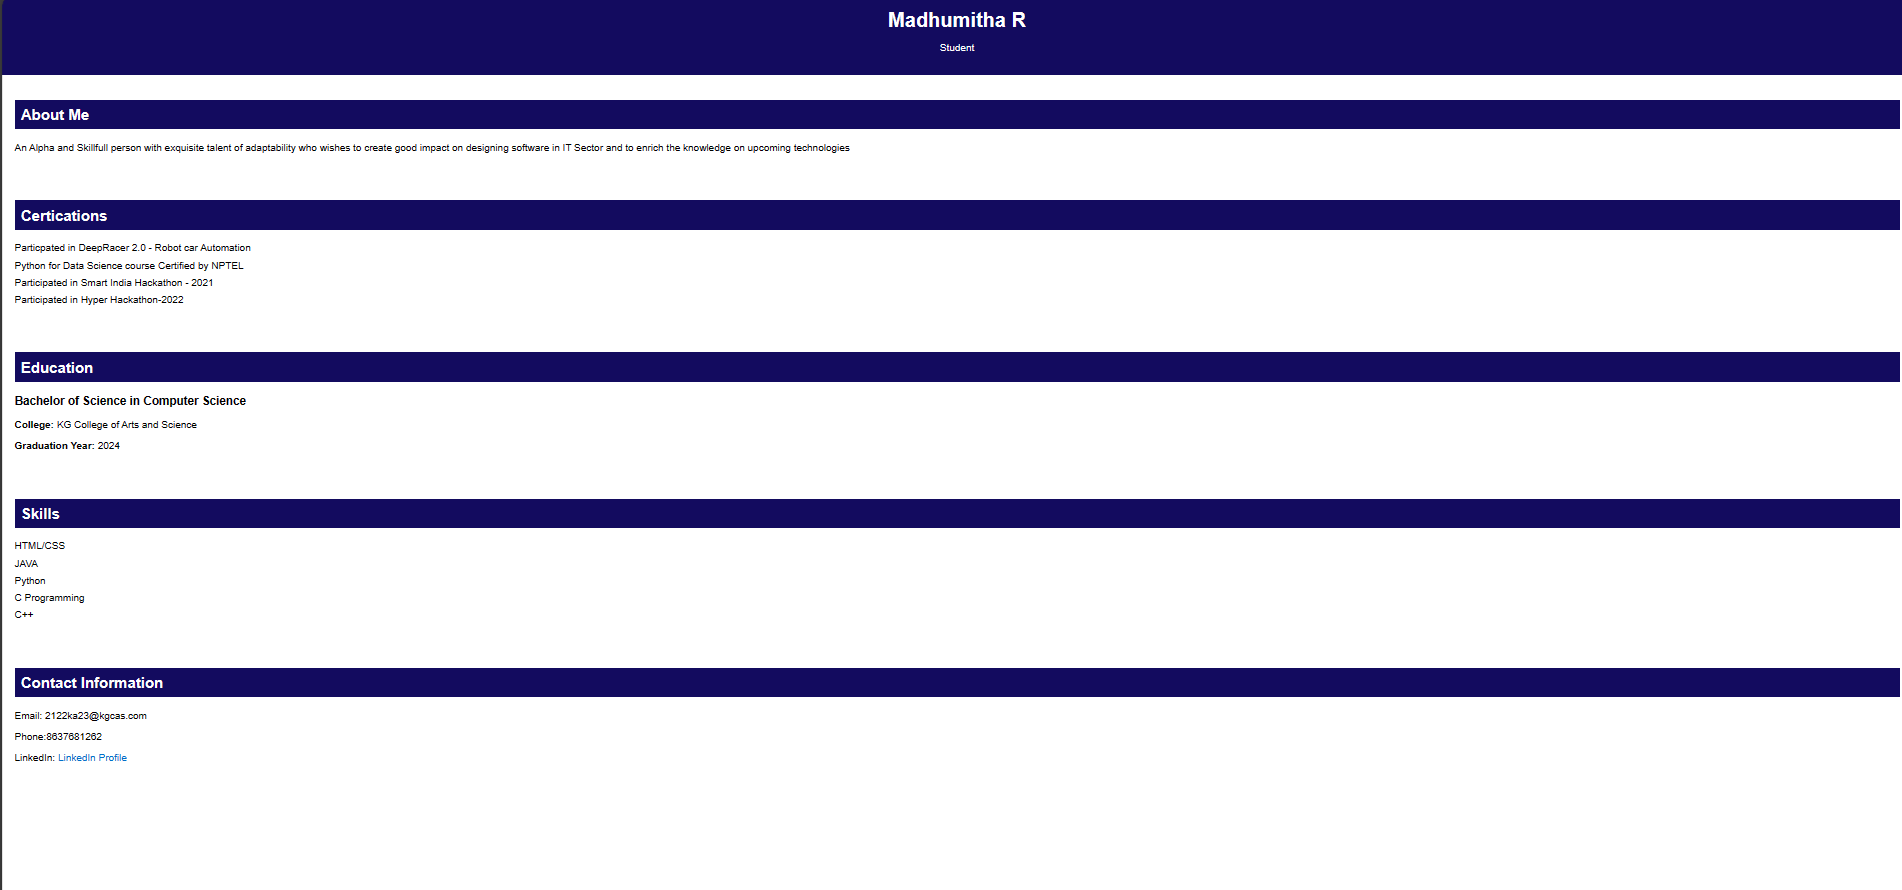 Madhumitha R
Student
About Me
An Alpha and Skillfull person with exquisite talent of adaptability who wishes to create good impact on designing software in IT Sector and to enrich the knowledge on upcoming technologies
Certications
Particpated in DeepRacer 2.0 - Robot car Automation
Python for Data Science course Certified by NPTEL
Participated in Smart India Hackathon - 2021
Participated in Hyper Hackathon-2022
Education
Bachelor of Science in Computer Science
College: KG College of Arts and Science
Graduation Year: 2024
Skills
HTML/CSS
JAVA
Python
C Programming
C++
Contact Information
Email: 2122ka23@kgcas.com
Phone:8637681262
LinkedIn: LinkedIn Profile